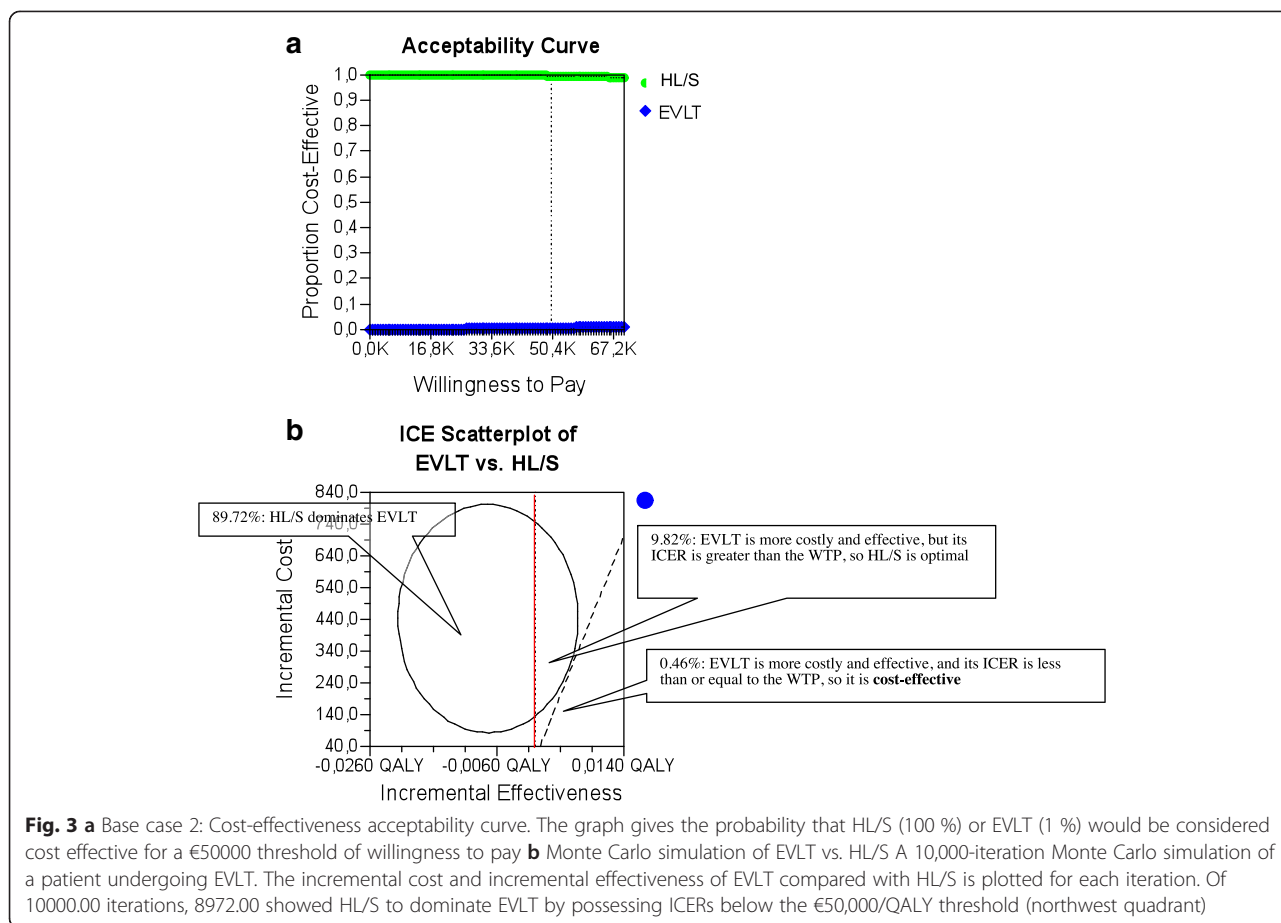 a
Acceptability Curve
1,0
0,9
0,8
0,7
0,6
0,5
0,4
0,3
0,2
0,1
0,0
Proportion Cost-Effective
0,0K 16,8K 33,6K 50,4K 67,2K
Willingness to Pay
HL/S
EVLT
b
ICE Scatterplot of
EVLT vs. HL/S
840,0
740,0
640,0
540,0
440,0
340,0
240,0
140,0
40,0
Incremental Cost
-0,0260 QALY -0,0060 QALY 0,0140 QALY
Incremental Effectiveness
89.72%: HL/S dominates EVLT
9.82%: EVLT is more costly and effective, but its
ICER is greater than the WTP, so HL/S is optimal
0.46%: EVLT is more costly and effective, and its ICER is less
than or equal to the WTP, so it is cost-effective
Fig. 3 a Base case 2: Cost-effectiveness acceptability curve. The graph gives the probability that HL/S (100 %) or EVLT (1 %) would be considered
cost effective for a €50000 threshold of willingness to pay b Monte Carlo simulation of EVLT vs. HL/S A 10,000-iteration Monte Carlo simulation of
a patient undergoing EVLT. The incremental cost and incremental effectiveness of EVLT compared with HL/S is plotted for each iteration. Of
10000.00 iterations, 8972.00 showed HL/S to dominate EVLT by possessing ICERs below the €50,000/QALY threshold (northwest quadrant)